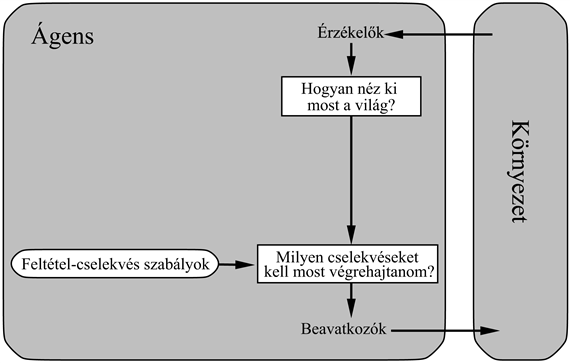 Ágens
Érzékelők
Hogyan néz ki
most a világ?
Környezet
Feltétel-cselekvés szabályok
Milyen cselekvéseket
kell most végrehajtanom?
Beavatkozók